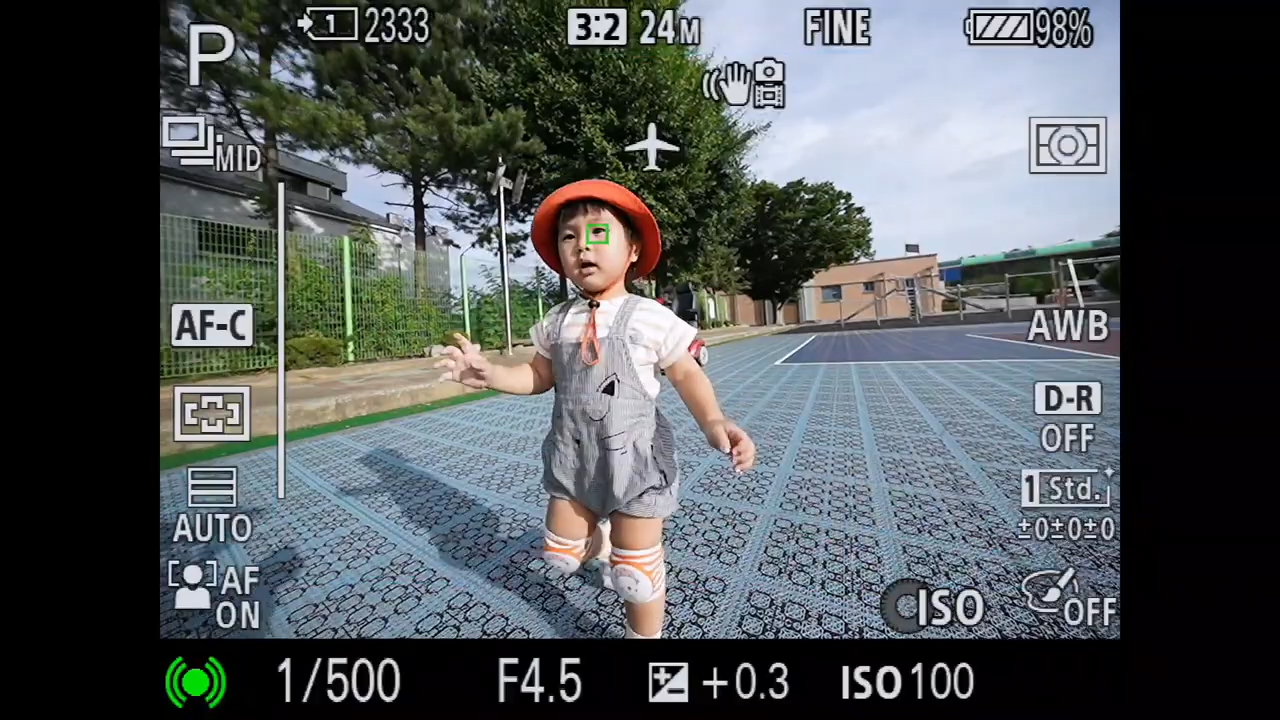 P
1 2333
3:2 24M
FINE
98%
MID
AF-C
AWB
D-R
OFF
1 Std.
±0±0±0
AUTO
AF
ON
ISO
OFF
1/500 F4.5 +0.3 ISO 100